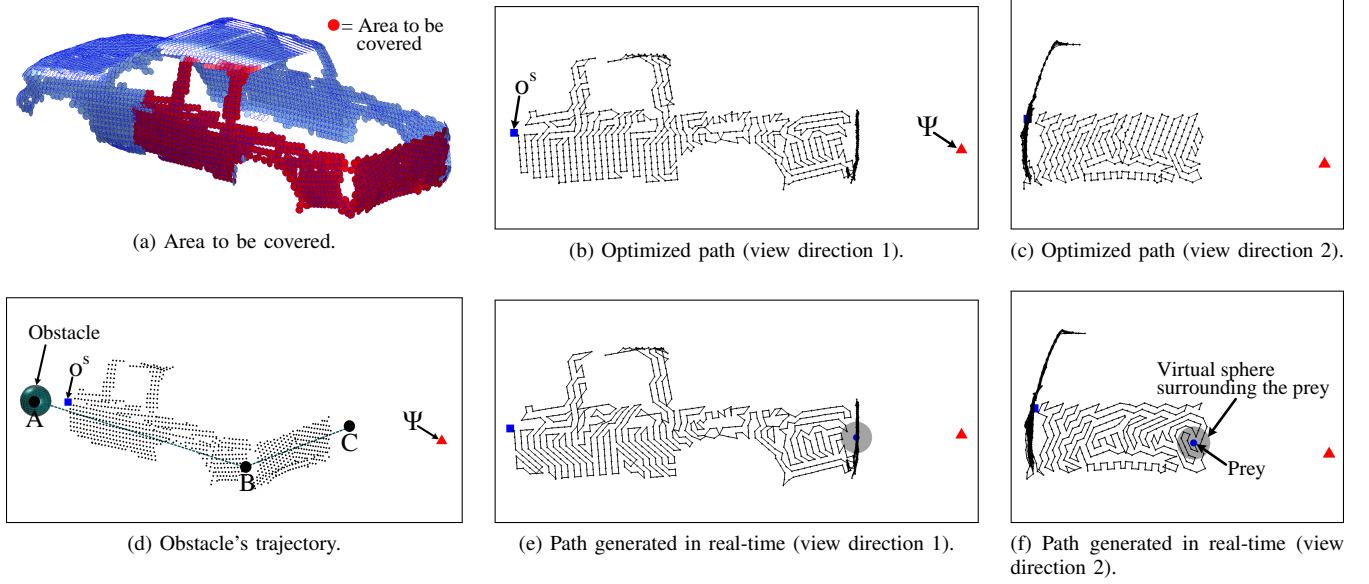 = Area to be
covered
(a) Area to be covered.
o^s
Ψ
(b) Optimized path (view direction 1).
(c) Optimized path (view direction 2).
Obstacle
o^s
A
B
C
Ψ
(d) Obstacle's trajectory.
(e) Path generated in real-time (view direction 1).
Virtual sphere
surrounding the prey
Prey
(f) Path generated in real-time (view
direction 2).